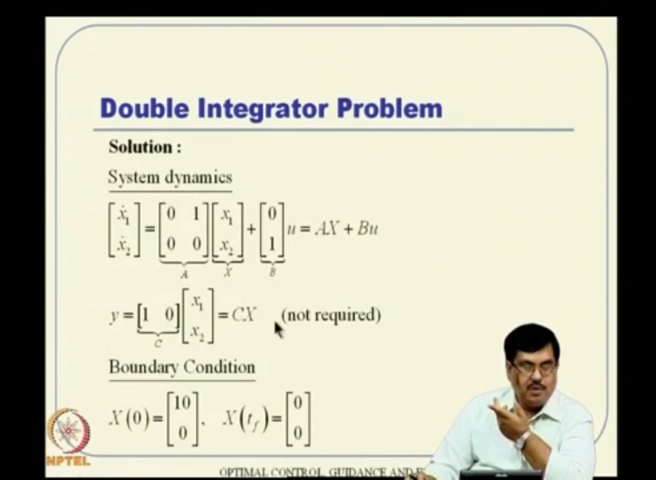 Double Integrator Problem
Solution :
System dynamics
[ẋ₁; ẋ₂] = [0 1; 0 0] [x₁; x₂] + [0; 1] u = AX + Bu
A X B
y = [1 0] [x₁; x₂] = CX (not required)
C
Boundary Condition
X(0) = [10; 0], X(t_f) = [0; 0]
NPTEL
OPTIMAL CONTROL, GUIDANCE AND